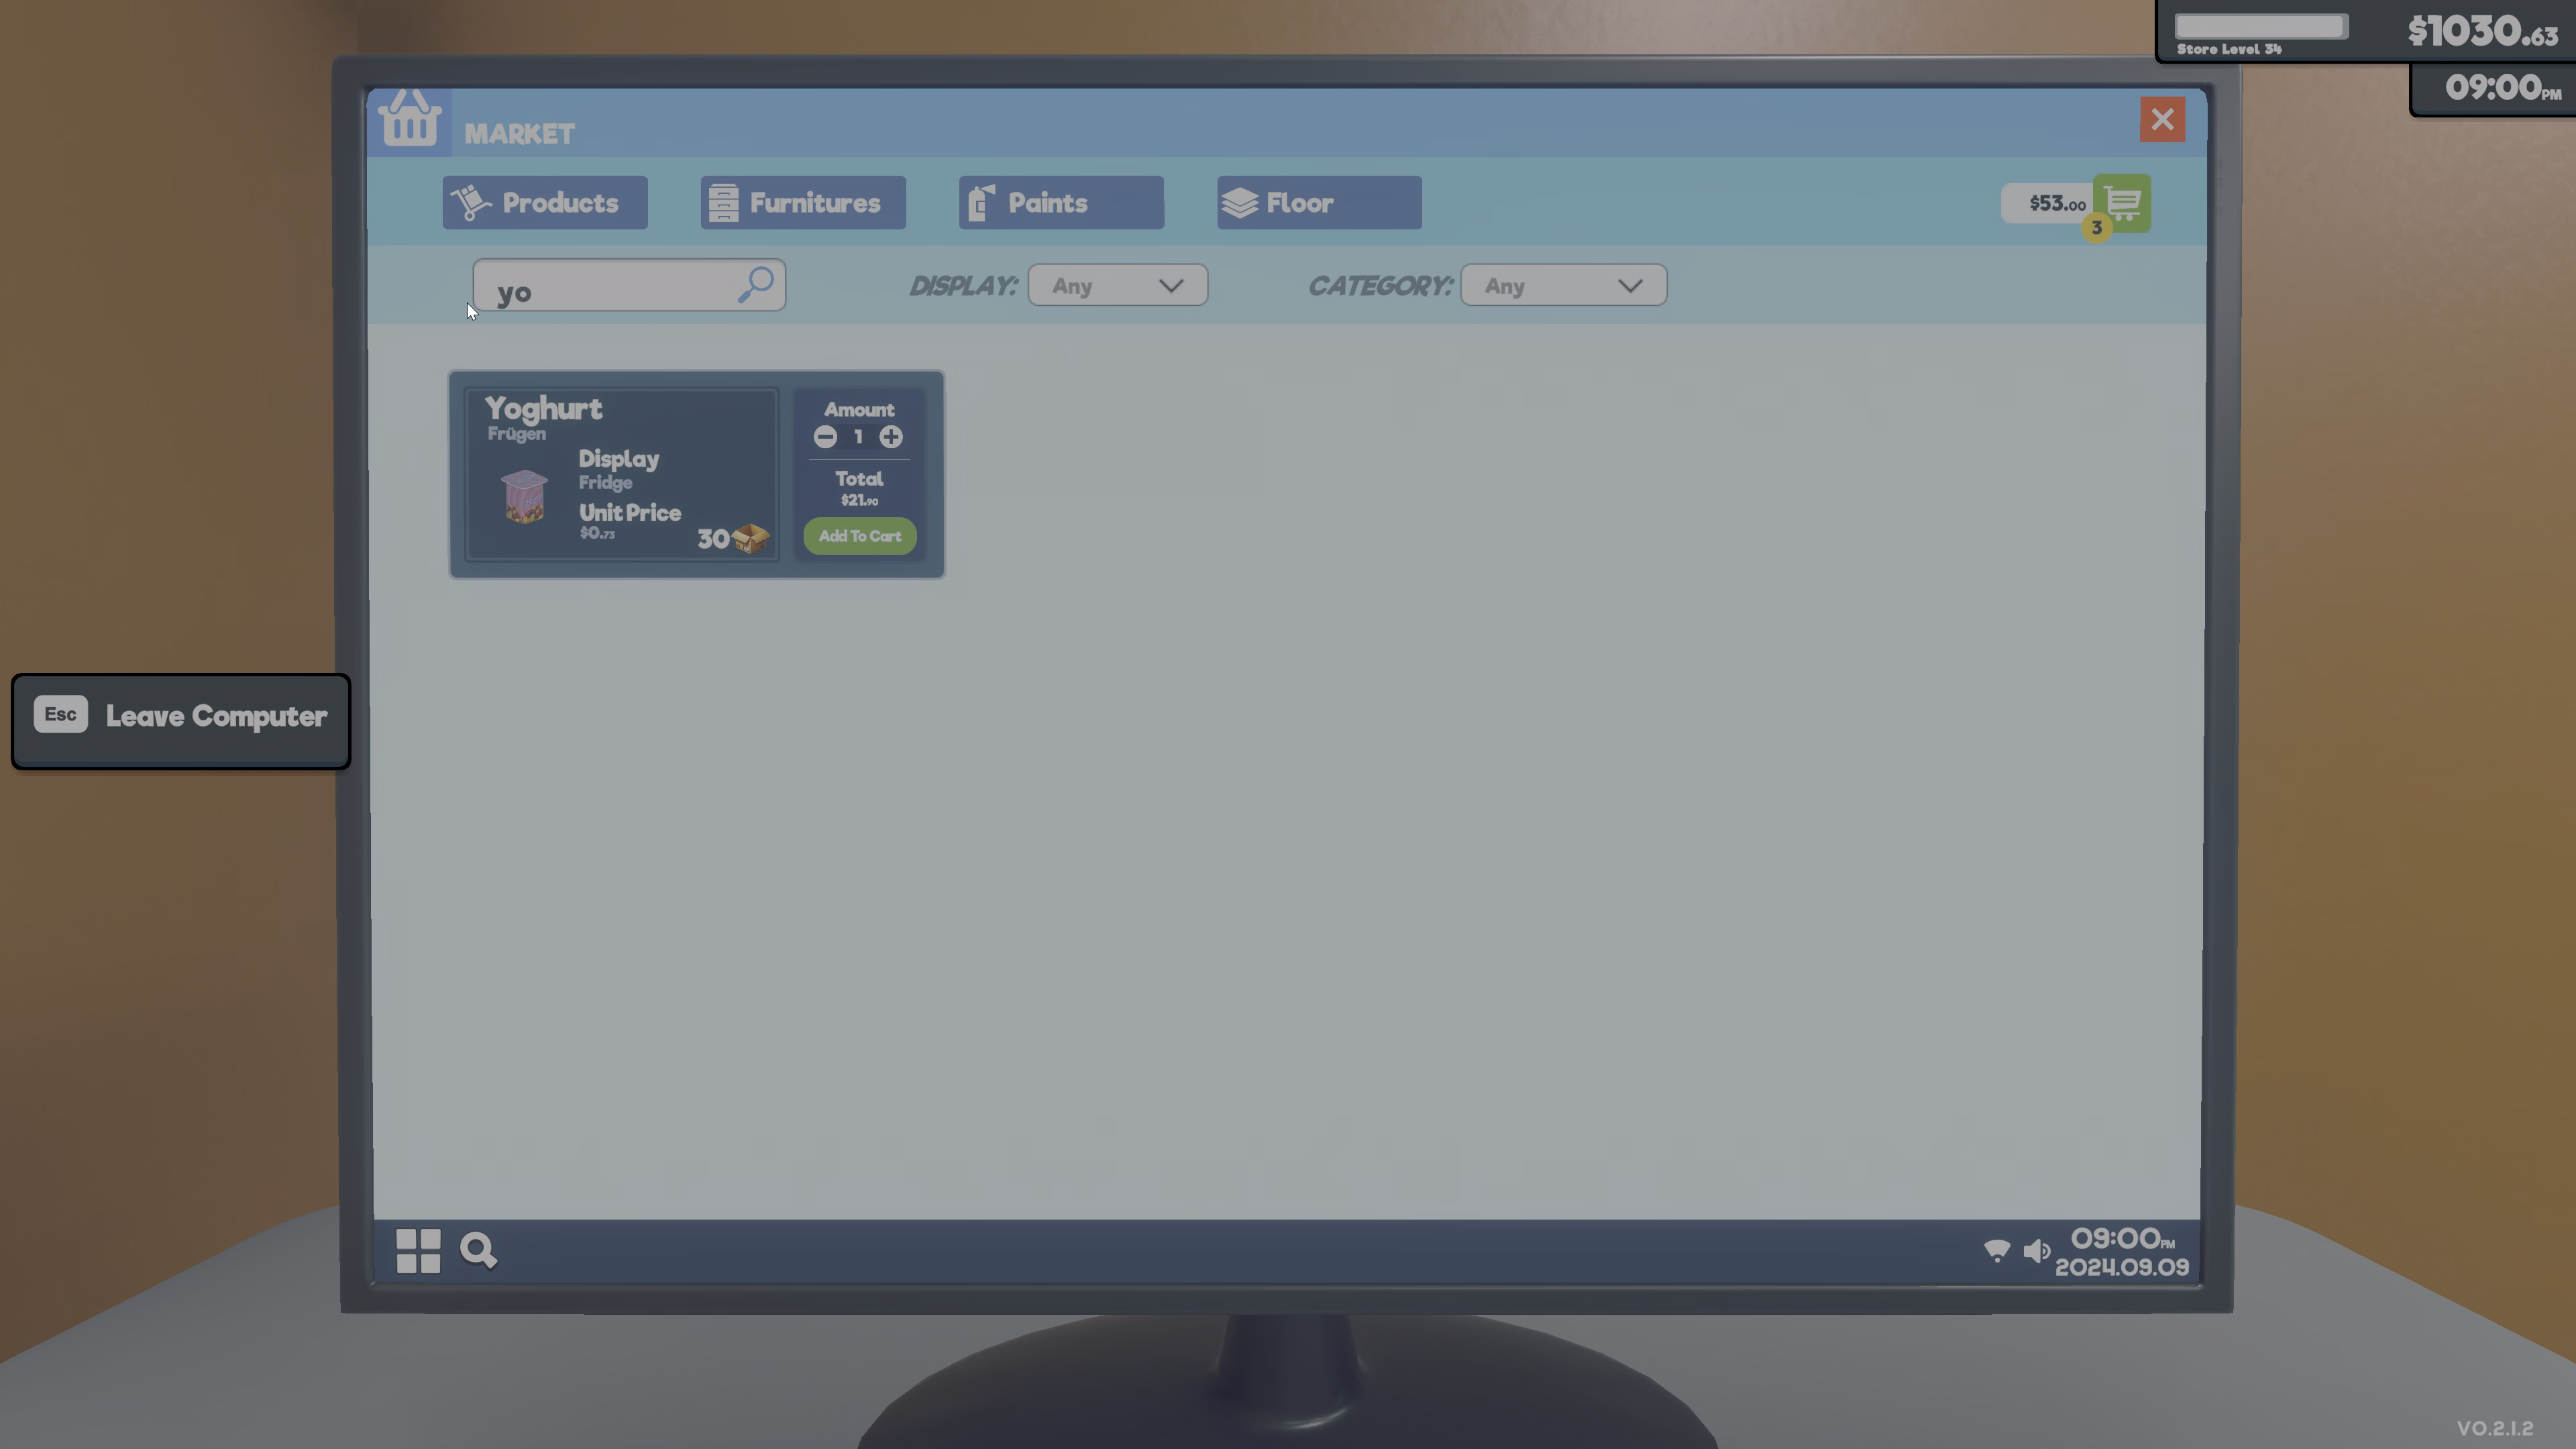 $1030.63
Store Level 34
09:00PM
MARKET
Products
Furnitures
Paints
Floor
$53.00
3
yo
DISPLAY:
Any
CATEGORY:
Any
Yoghurt
Frügen
Display
Fridge
Unit Price
$0.73
30
Amount
1
Total
$21.90
Add To Cart
Esc
Leave Computer
09:00PM
2024.09.09
V0.2.1.2